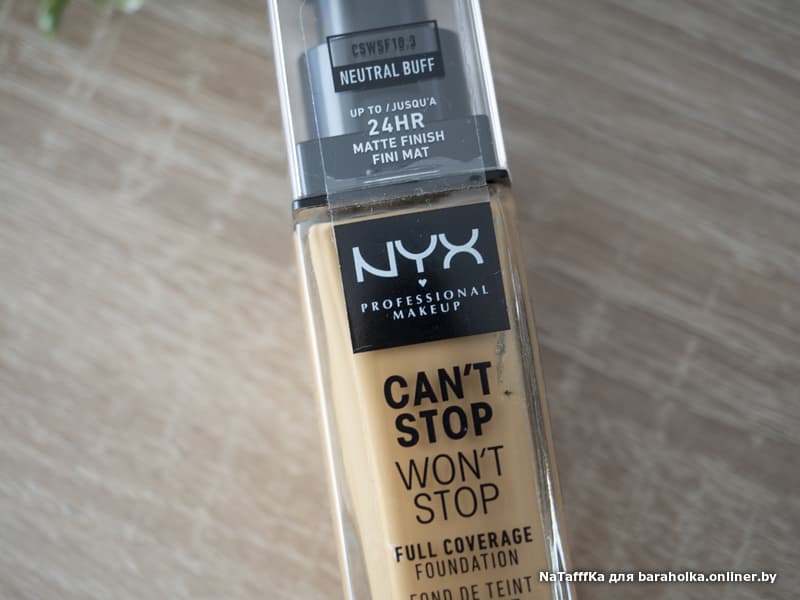 CSWSF10.3
NEUTRAL BUFF
UP TO / JUSQU'A
24HR
MATTE FINISH
FINI MAT
NYX
PROFESSIONAL
MAKEUP
CAN'T
STOP
WON'T
STOP
FULL COVERAGE
FOUNDATION
FOND DE TEINT
NaTafffKa для baraholka.onliner.by